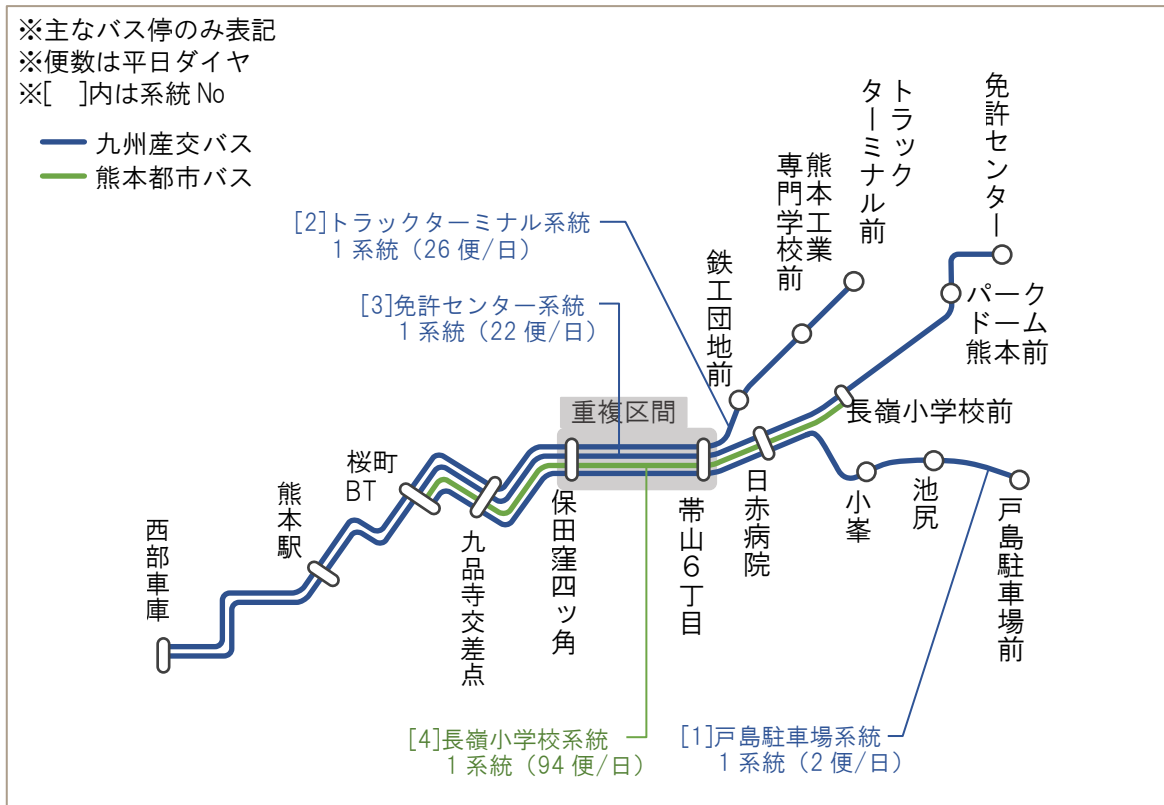 ※主なバス停のみ表記
※便数は平日ダイヤ
※[　]内は系統 No
九州産交バス
熊本都市バス
[2]トラックターミナル系統
1 系統（26 便/日）
[3]免許センター系統
1 系統（22 便/日）
重複区間
西部車庫
熊本駅
桜町
BT
九品寺交差点
保田窪四ッ角
帯山６丁目
日赤病院
鉄工団地前
熊本工業
専門学校前
トラック
ターミナル前
免許センター
パーク
ドーム
熊本前
長嶺小学校前
小峯
池尻
戸島駐車場前
[4]長嶺小学校系統
1 系統（94 便/日）
[1]戸島駐車場系統
1 系統（2 便/日）